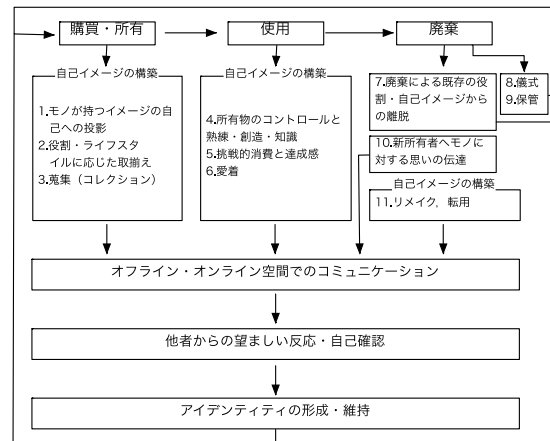 購買・所有
使用
廃棄
自己イメージの構築
1.モノが持つイメージの自
己への投影
2.役割・ライフスタ
イルに応じた取揃え
3.蒐集（コレクション）
自己イメージの構築
4.所有物のコントロールと
熟練・創造・知識
5.挑戦的消費と達成感
6.愛着
7.廃棄による既存の役
割・自己イメージから
の離脱
8.儀式
9.保管
10.新所有者へモノに
対する思いの伝達
自己イメージの構築
11.リメイク，転用
オフライン・オンライン空間でのコミュニケーション
他者からの望ましい反応・自己確認
アイデンティティの形成・維持